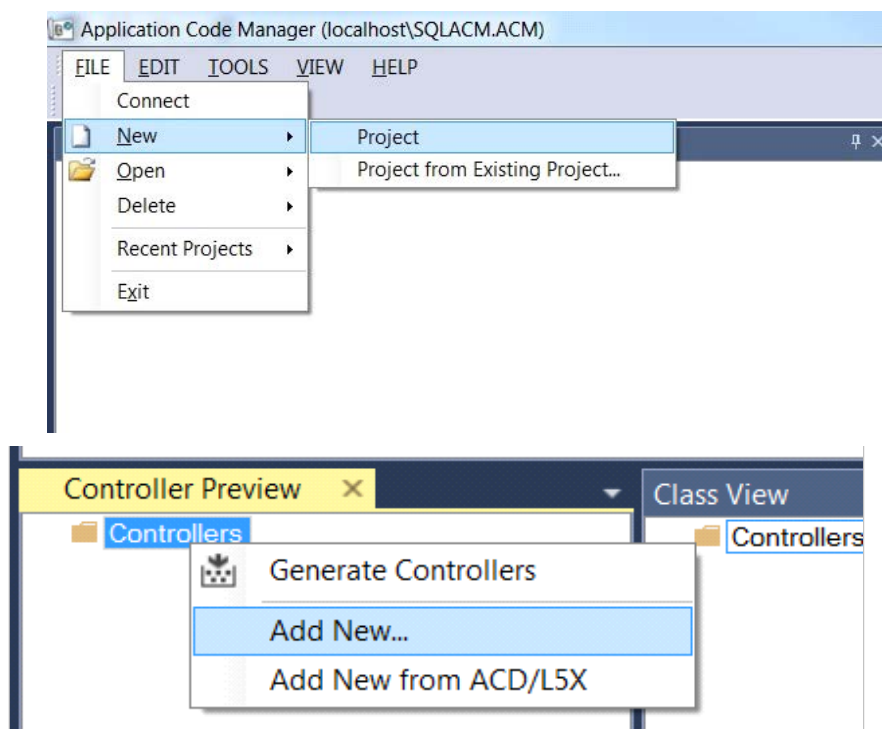 Application Code Manager (localhost\SQLACM.ACM)
FILE EDIT TOOLS VIEW HELP
Connect
New Project
Project from Existing Project...
Open
Delete
Recent Projects
Exit
Controller Preview
Class View
Controllers
Controllers
Generate Controllers
Add New...
Add New from ACD/L5X